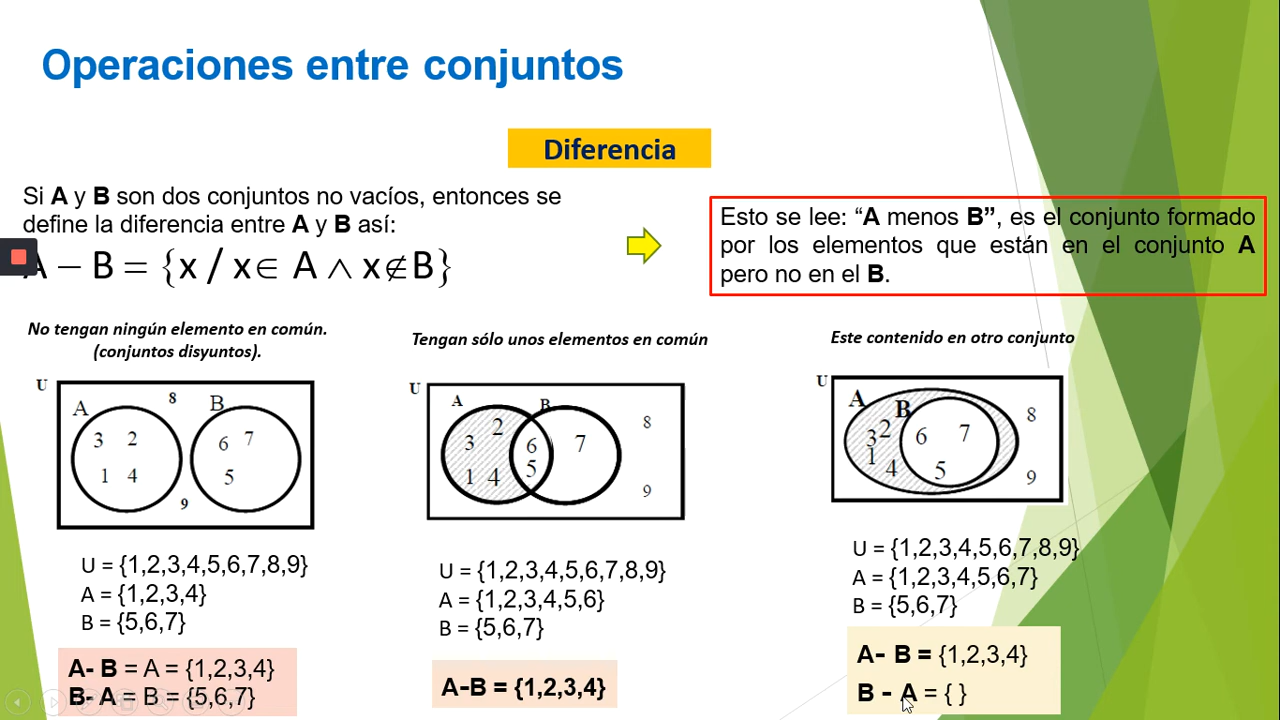 Operaciones entre conjuntos
Diferencia
Si A y B son dos conjuntos no vacíos, entonces se
define la diferencia entre A y B así:
A − B = {x / x∈ A ∧ x∉B}
Esto se lee: “A menos B”, es el conjunto formado
por los elementos que están en el conjunto A
pero no en el B.
No tengan ningún elemento en común.
(conjuntos disyuntos).
U
A
8
B
3 2
6 7
1 4
5
9
U = {1,2,3,4,5,6,7,8,9}
A = {1,2,3,4}
B = {5,6,7}
A- B = A = {1,2,3,4}
B- A = B = {5,6,7}
Tengan sólo unos elementos en común
U
A
B
3 2
6
7
8
1 4
5
9
U = {1,2,3,4,5,6,7,8,9}
A = {1,2,3,4,5,6}
B = {5,6,7}
A-B = {1,2,3,4}
Este contenido en otro conjunto
U
A
B
8
3 2
6 7
1
4
5
9
U = {1,2,3,4,5,6,7,8,9}
A = {1,2,3,4,5,6,7}
B = {5,6,7}
A- B = {1,2,3,4}
B - A = { }